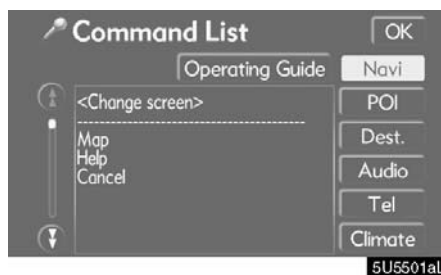 Command List
OK
Operating Guide
Navi
<Change screen>
POI
Map
Dest.
Help
Cancel
Audio
Tel
Climate
5U5501aL